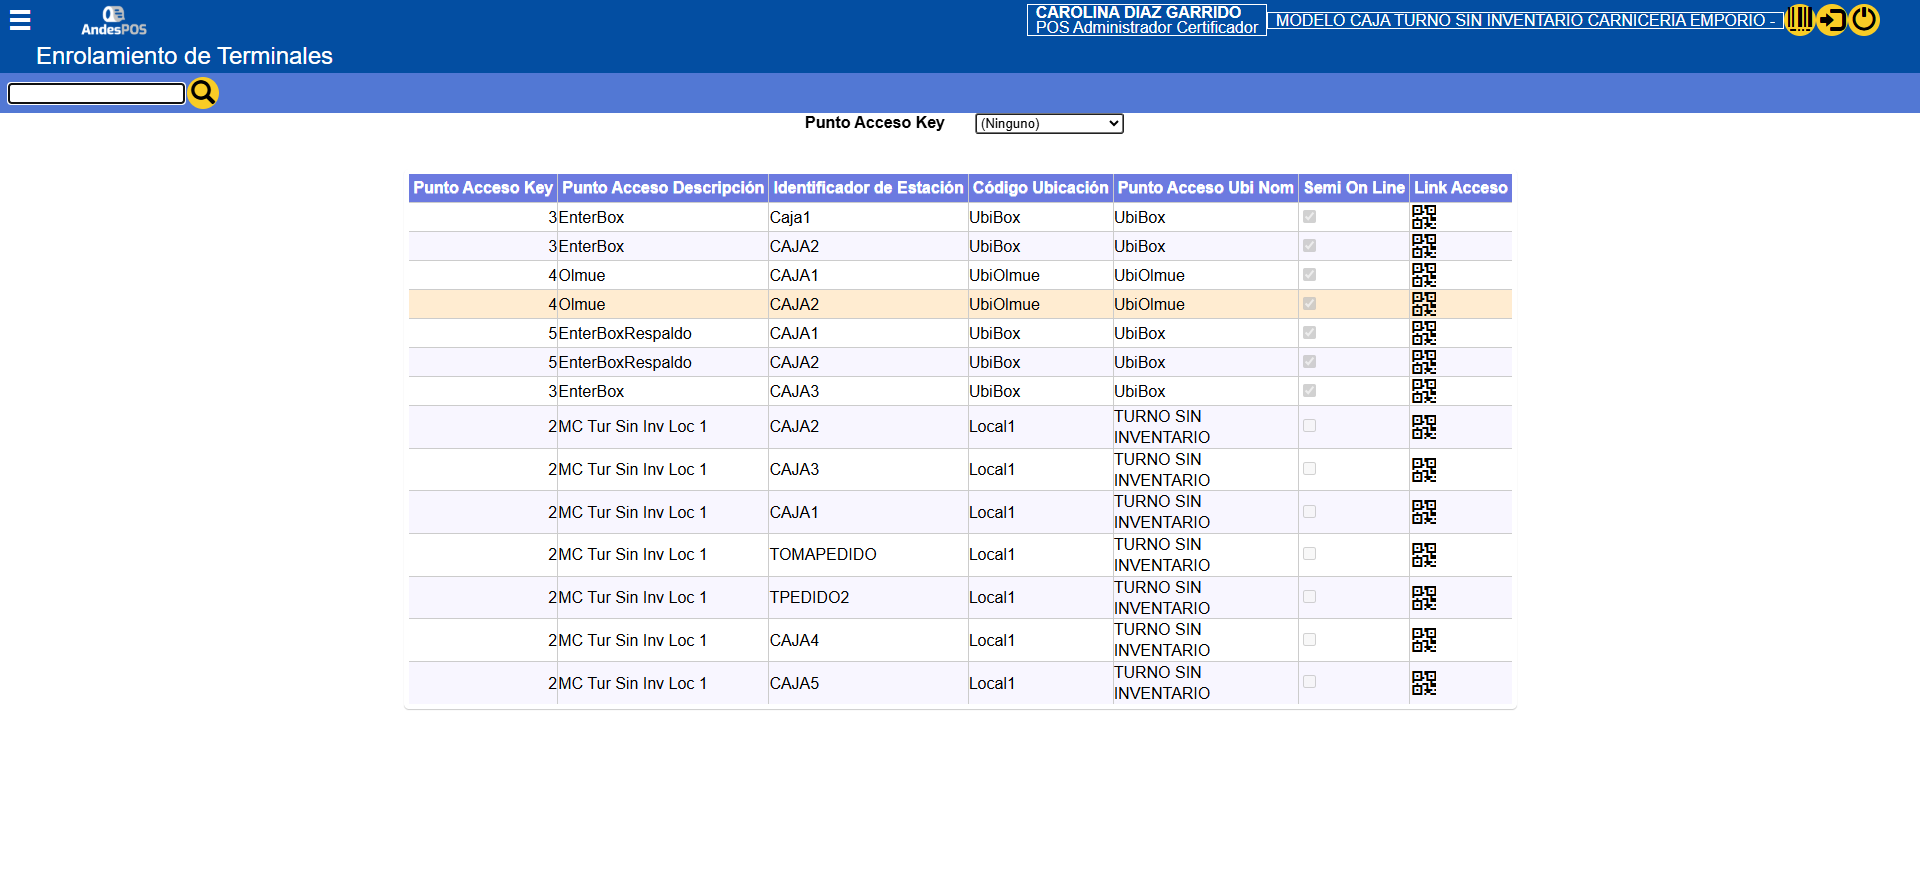 AndesPOS
CAROLINA DIAZ GARRIDO
POS Administrador Certificador
MODELO CAJA TURNO SIN INVENTARIO CARNICERIA EMPORIO -
Enrolamiento de Terminales
Punto Acceso Key (Ninguno)
Punto Acceso Key Punto Acceso Descripción Identificador de Estación Código Ubicación Punto Acceso Ubi Nom Semi On Line Link Acceso
3 EnterBox Caja1 UbiBox UbiBox
3 EnterBox CAJA2 UbiBox UbiBox
4 Olmue CAJA1 UbiOlmue UbiOlmue
4 Olmue CAJA2 UbiOlmue UbiOlmue
5 EnterBoxRespaldo CAJA1 UbiBox UbiBox
5 EnterBoxRespaldo CAJA2 UbiBox UbiBox
3 EnterBox CAJA3 UbiBox UbiBox
2 MC Tur Sin Inv Loc 1 CAJA2 Local1 TURNO SIN
INVENTARIO
2 MC Tur Sin Inv Loc 1 CAJA3 Local1 TURNO SIN
INVENTARIO
2 MC Tur Sin Inv Loc 1 CAJA1 Local1 TURNO SIN
INVENTARIO
2 MC Tur Sin Inv Loc 1 TOMAPEDIDO Local1 TURNO SIN
INVENTARIO
2 MC Tur Sin Inv Loc 1 TPEDIDO2 Local1 TURNO SIN
INVENTARIO
2 MC Tur Sin Inv Loc 1 CAJA4 Local1 TURNO SIN
INVENTARIO
2 MC Tur Sin Inv Loc 1 CAJA5 Local1 TURNO SIN
INVENTARIO